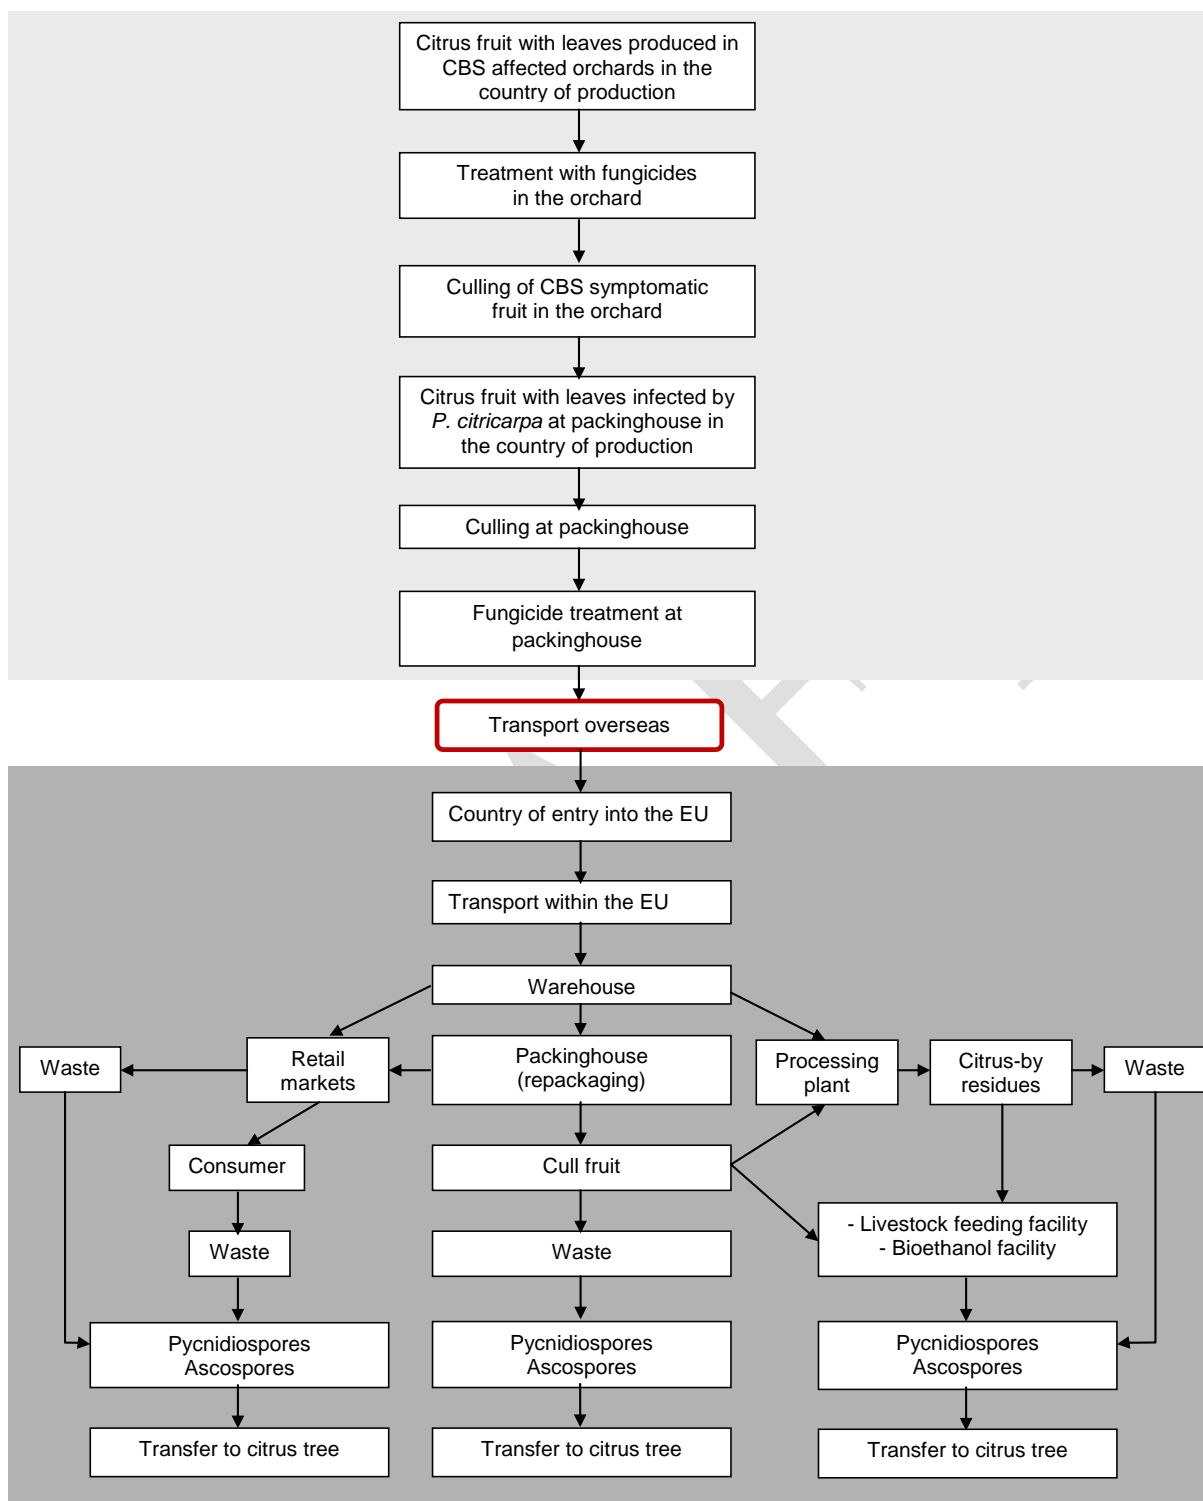 Citrus fruit with leaves produced in
CBS affected orchards in the
country of production
Treatment with fungicides
in the orchard
Culling of CBS symptomatic
fruit in the orchard
Citrus fruit with leaves infected by
P. citricarpa at packinghouse in
the country of production
Culling at packinghouse
Fungicide treatment at
packinghouse
Transport overseas
Country of entry into the EU
Transport within the EU
Warehouse
Waste
Retail
markets
Packinghouse
(repackaging)
Processing
plant
Citrus-by
residues
Waste
Consumer
Cull fruit
Waste
Waste
- Livestock feeding facility
- Bioethanol facility
Pycnidiospores
Ascospores
Pycnidiospores
Ascospores
Pycnidiospores
Ascospores
Transfer to citrus tree
Transfer to citrus tree
Transfer to citrus tree